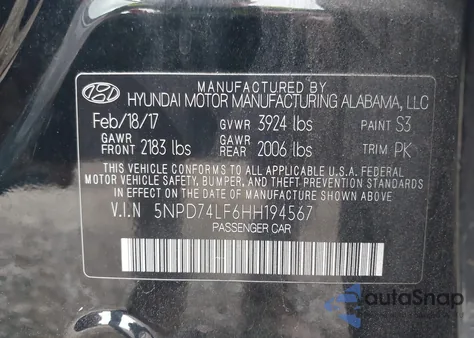 MANUFACTURED BY
HYUNDAI MOTOR MANUFACTURING ALABAMA, LLC
Feb/18/17 GVWR 3924 lbs PAINT S3
GAWR FRONT 2183 lbs GAWR REAR 2006 lbs TRIM PK
THIS VEHICLE CONFORMS TO ALL APPLICABLE U.S. FEDERAL
MOTOR VEHICLE SAFETY, BUMPER, AND THEFT PREVENTION
STANDARDS IN EFFECT ON THE DATE OF MANUFACTURE
SHOWN ABOVE
V.I.N 5NPD74LF6HH194567
PASSENGER CAR
autaSnap